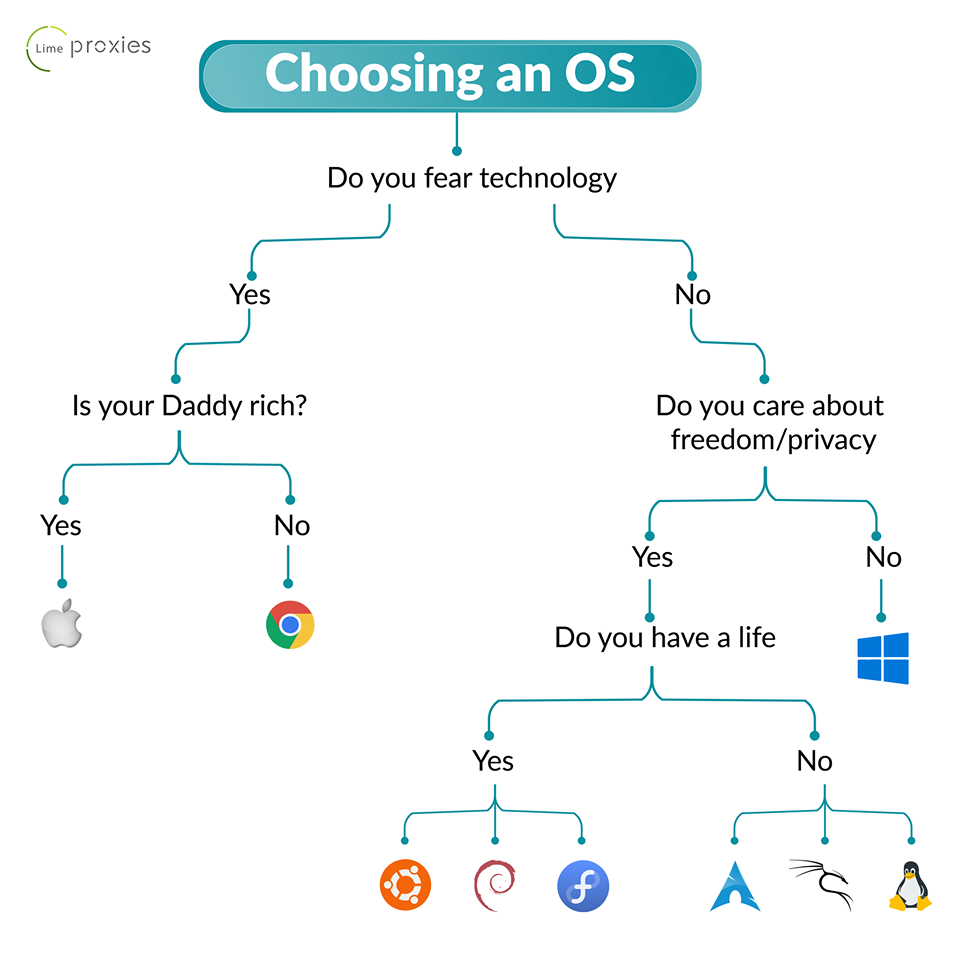 Lime proxies
Choosing an OS
Do you fear technology
Yes
No
Is your Daddy rich?
Do you care about
freedom/privacy
Yes
No
Yes
No
Do you have a life
Yes
No